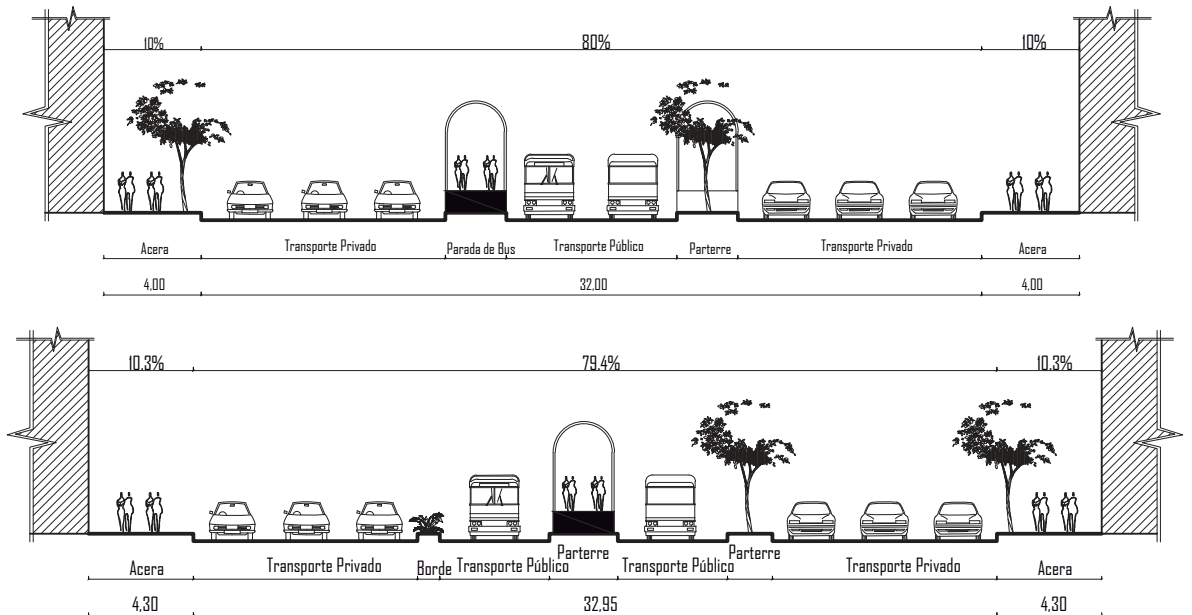 10% 80% 10%
Acera Transporte Privado Parada de Bus Transporte Público Parterre Transporte Privado Acera
4,00 32,00 4,00
10.3% 79.4% 10.3%
Acera Transporte Privado Borde Transporte Público Parterre Transporte Público Parterre Transporte Privado Acera
4,30 32,95 4,30